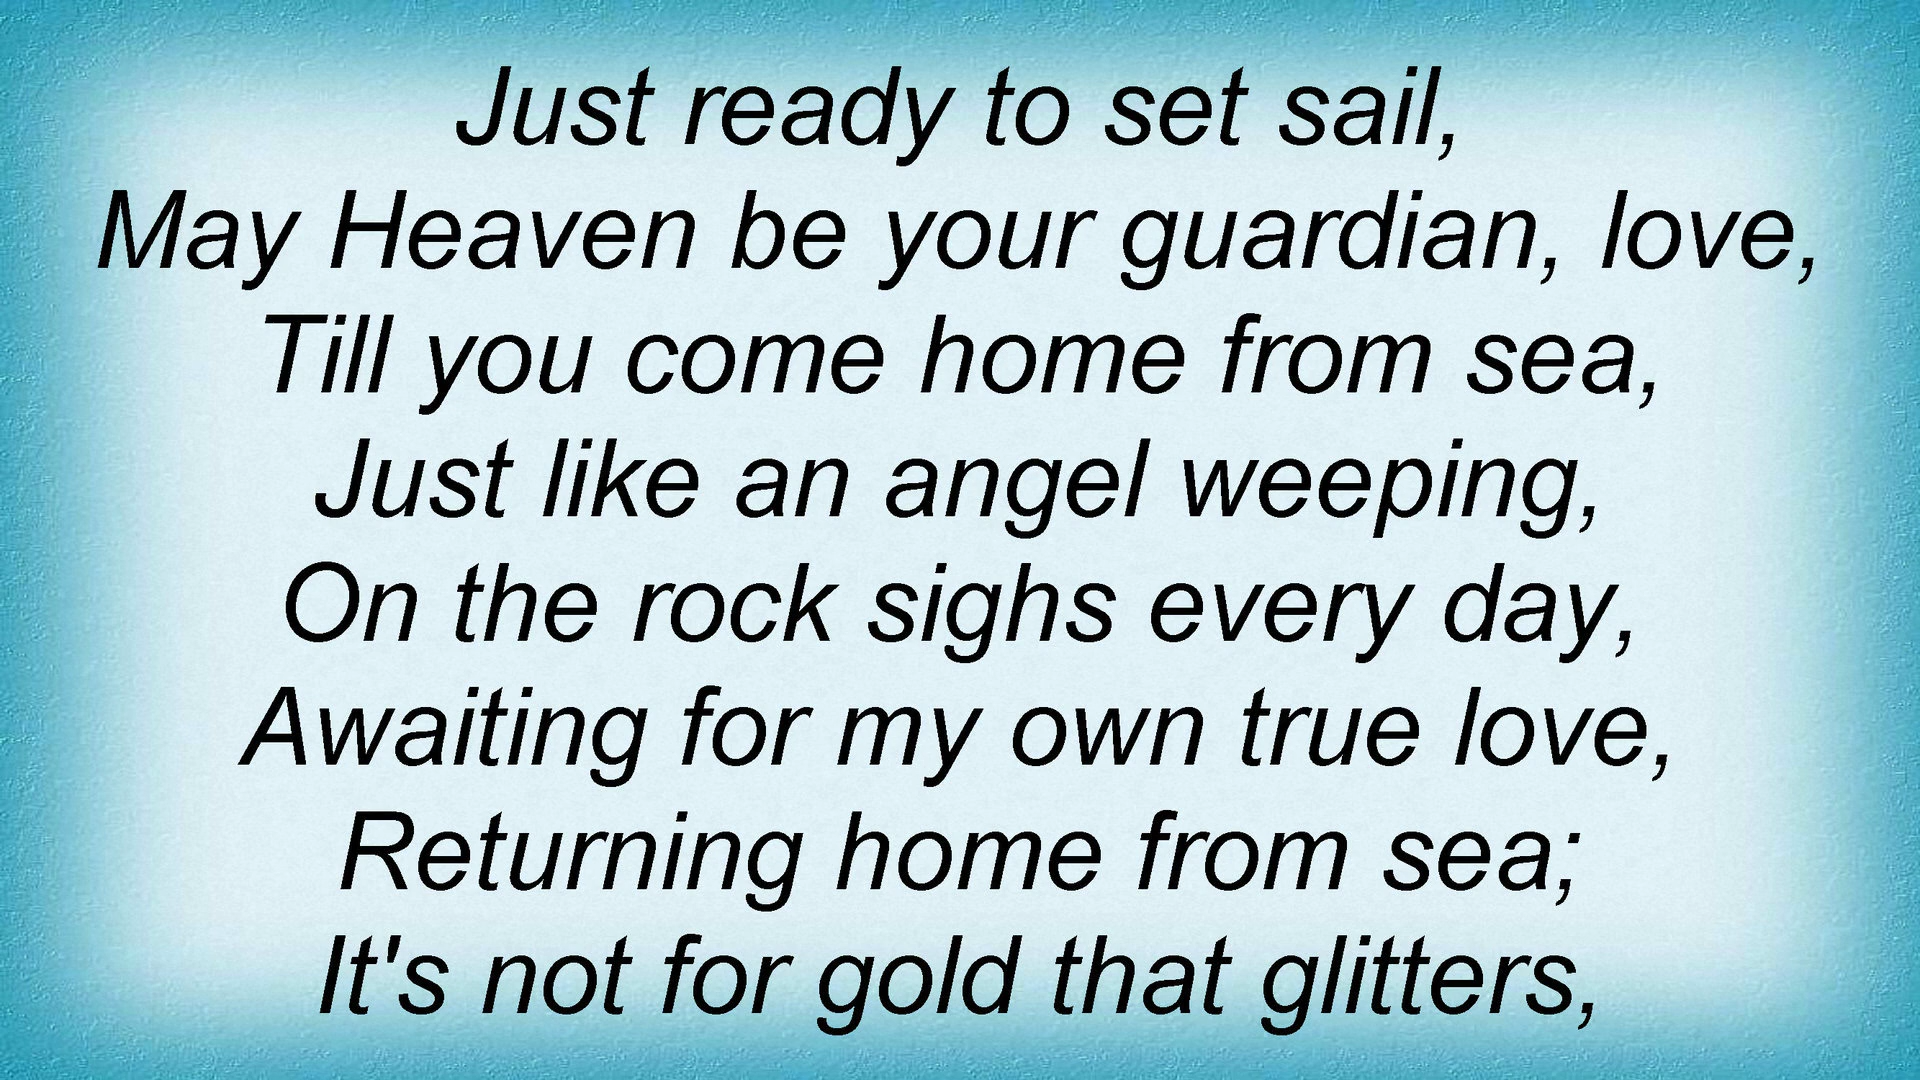 Just ready to set sail,
May Heaven be your guardian, love,
Till you come home from sea,
Just like an angel weeping,
On the rock sighs every day,
Awaiting for my own true love,
Returning home from sea;
It's not for gold that glitters,